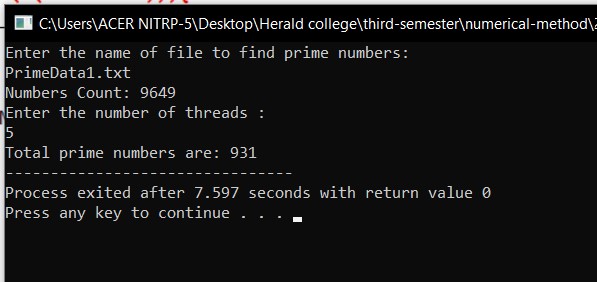 C:\Users\ACER NITRP-5\Desktop\Herald college\third-semester\numerical-method\
Enter the name of file to find prime numbers:
PrimeData1.txt
Numbers Count: 9649
Enter the number of threads :
5
Total prime numbers are: 931
--------------------------------
Process exited after 7.597 seconds with return value 0
Press any key to continue . . .